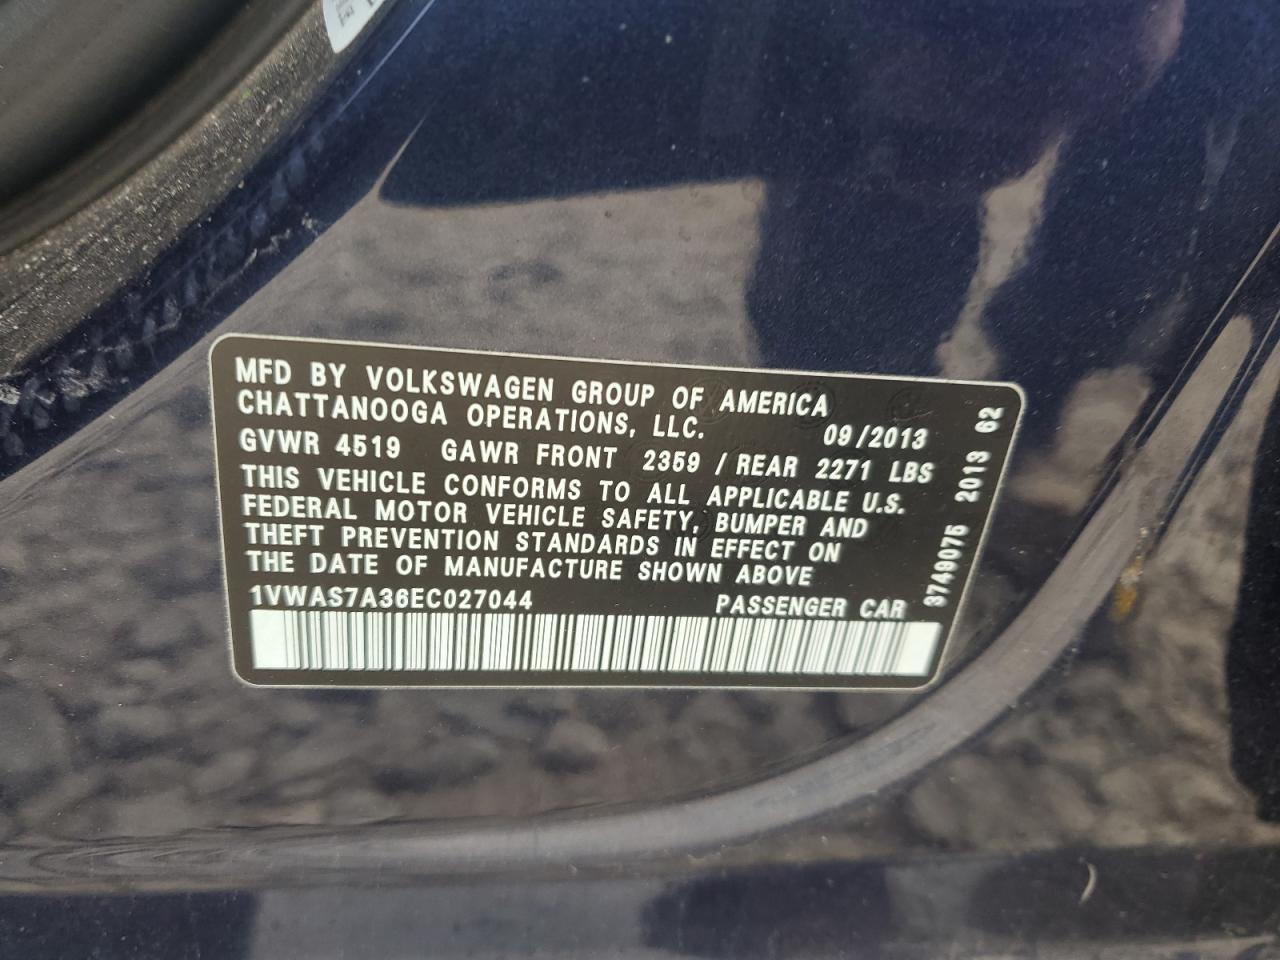 MFD BY VOLKSWAGEN GROUP OF AMERICA
CHATTANOOGA OPERATIONS, LLC. 09/2013
GVWR 4519 GAWR FRONT 2359 / REAR 2271 LBS
THIS VEHICLE CONFORMS TO ALL APPLICABLE U.S.
FEDERAL MOTOR VEHICLE SAFETY, BUMPER AND
THEFT PREVENTION STANDARDS IN EFFECT ON
THE DATE OF MANUFACTURE SHOWN ABOVE
1VWAS7A36EC027044 PASSENGER CAR
3749075 2013 62